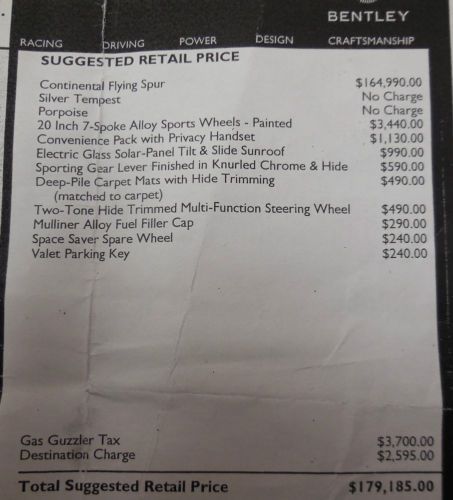 BENTLEY
RACING DRIVING POWER DESIGN CRAFTSMANSHIP
SUGGESTED RETAIL PRICE
Continental Flying Spur $164,990.00
Silver Tempest No Charge
Porpoise No Charge
20 Inch 7-Spoke Alloy Sports Wheels - Painted $3,440.00
Convenience Pack with Privacy Handset $1,130.00
Electric Glass Solar-Panel Tilt & Slide Sunroof $990.00
Sporting Gear Lever Finished in Knurled Chrome & Hide $590.00
Deep-Pile Carpet Mats with Hide Trimming $490.00
(matched to carpet)
Two-Tone Hide Trimmed Multi-Function Steering Wheel $490.00
Mulliner Alloy Fuel Filler Cap $290.00
Space Saver Spare Wheel $240.00
Valet Parking Key $240.00
Gas Guzzler Tax $3,700.00
Destination Charge $2,595.00
Total Suggested Retail Price $179,185.00